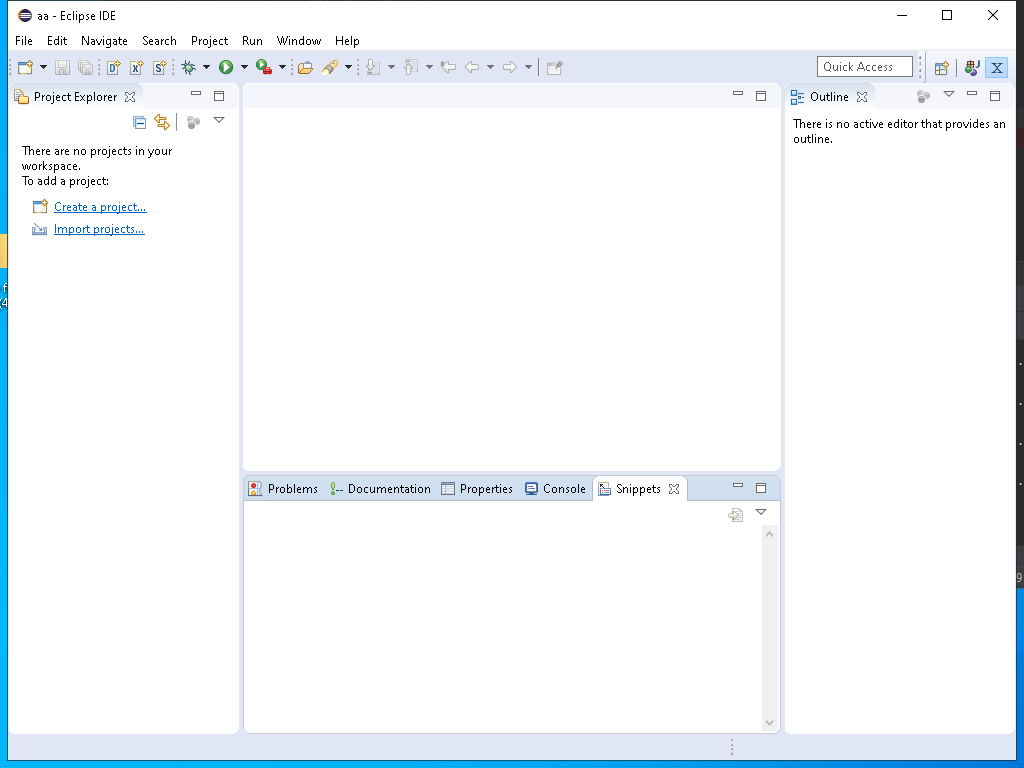 aa - Eclipse IDE
File Edit Navigate Search Project Run Window Help
Quick Access
Project Explorer
There are no projects in your
workspace.
To add a project:
Create a project...
Import projects...
Outline
There is no active editor that provides an
outline.
Problems Documentation Properties Console Snippets
f
(4
9